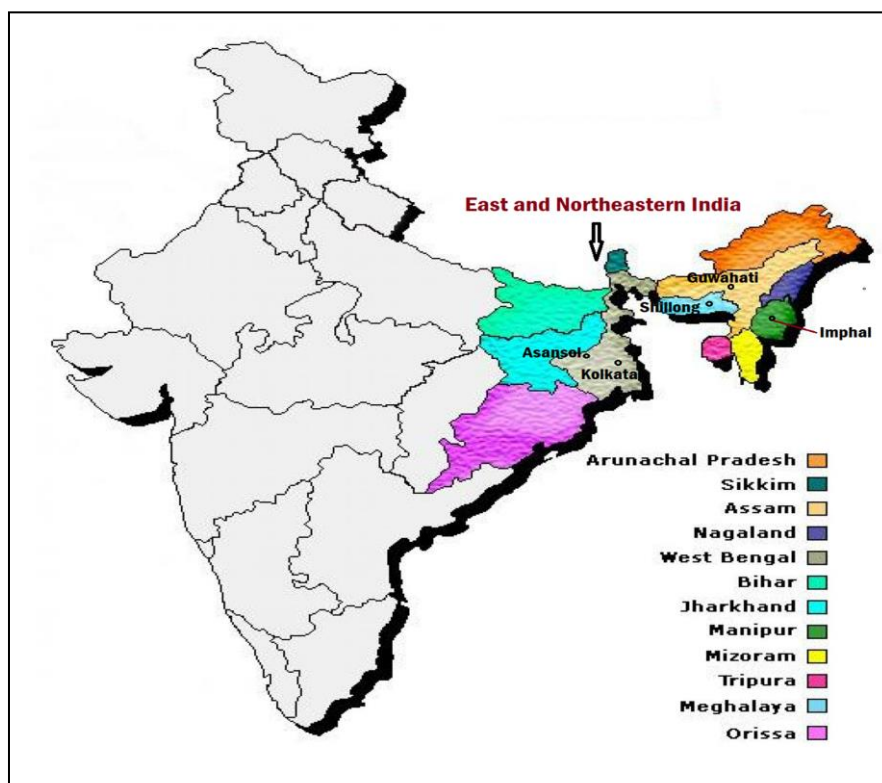 East and Northeastern India
Guwahati
Shillong
Imphal
Asansol
Kolkata
Arunachal Pradesh
Sikkim
Assam
Nagaland
West Bengal
Bihar
Jharkhand
Manipur
Mizoram
Tripura
Meghalaya
Orissa